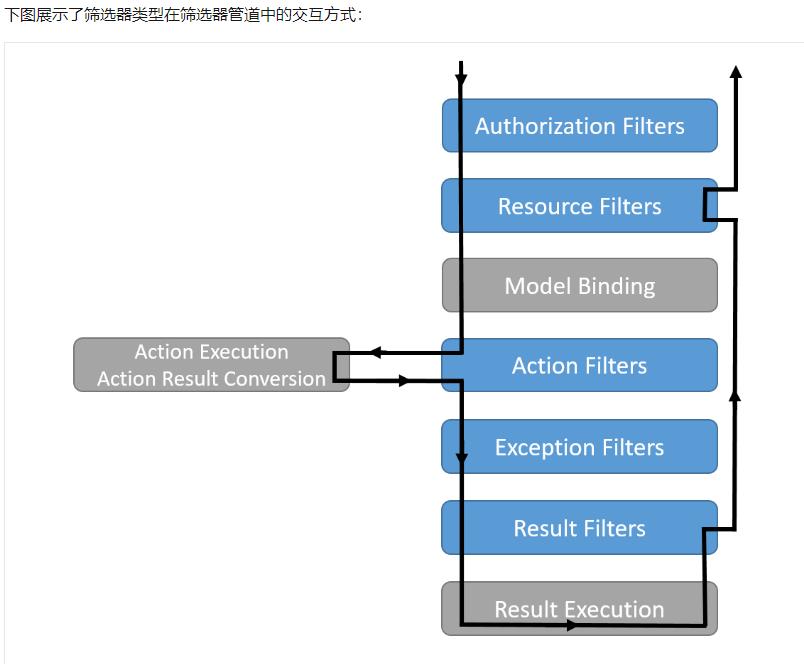 下图展示了筛选器类型在筛选器管道中的交互方式：
Authorization Filters
Resource Filters
Model Binding
Action Execution
Action Result Conversion
Action Filters
Exception Filters
Result Filters
Result Execution